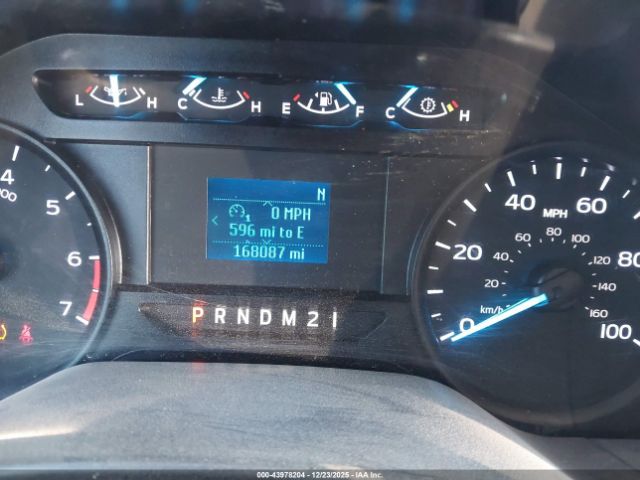 L H C H E F C H
N
0 MPH
596 mi to E
168087 mi
P R N D M 2 1
4 5 6 7
0 20 40 60 80 100
MPH
20 40 60 80 100 120 140 160
km/h
000-43978204 - 12/23/2025 - IAA Inc.